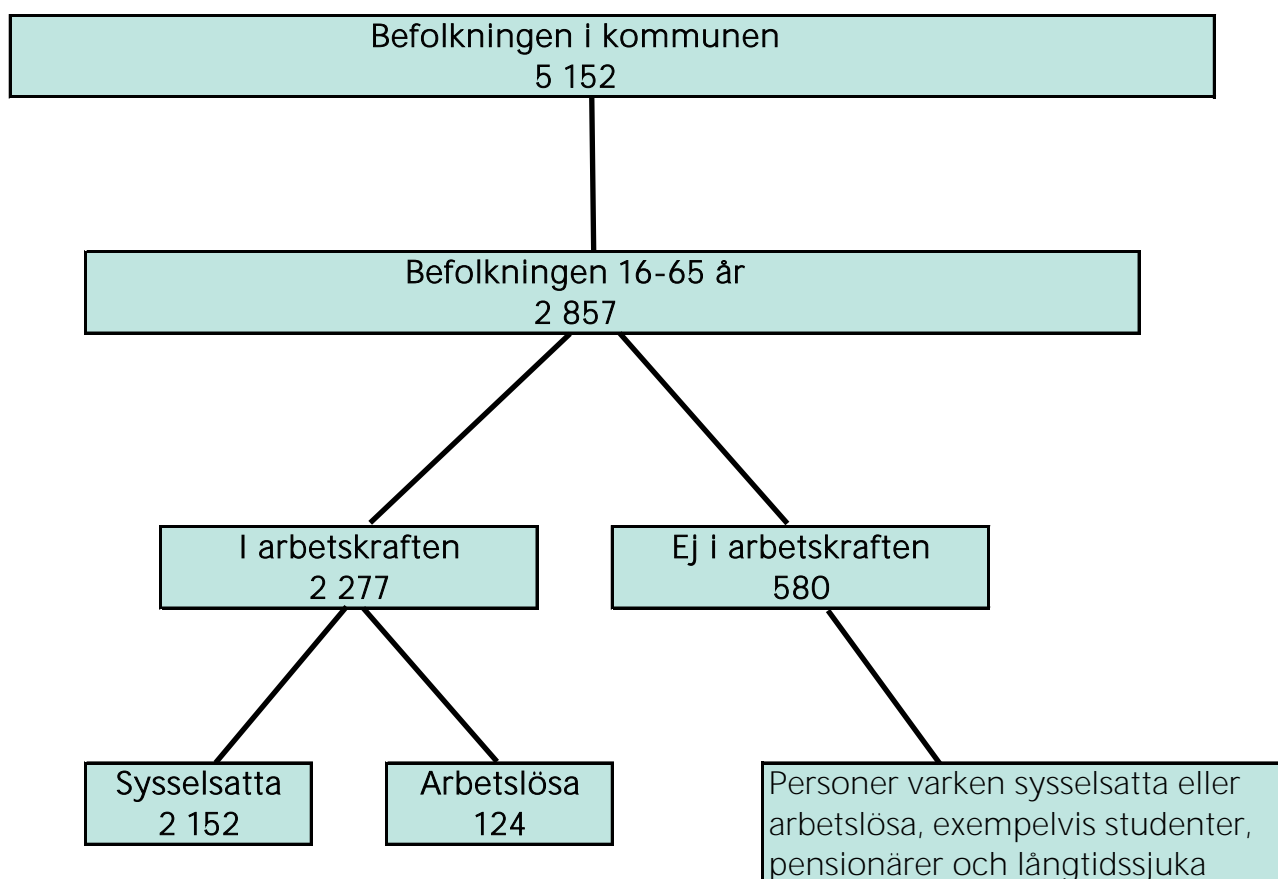 Befolkningen i kommunen
5 152
Befolkningen 16-65 år
2 857
I arbetskraften
2 277
Ej i arbetskraften
580
Sysselsatta
2 152
Arbetslösa
124
Personer varken sysselsatta eller
arbetslösa, exempelvis studenter,
pensionärer och långtidssjuka